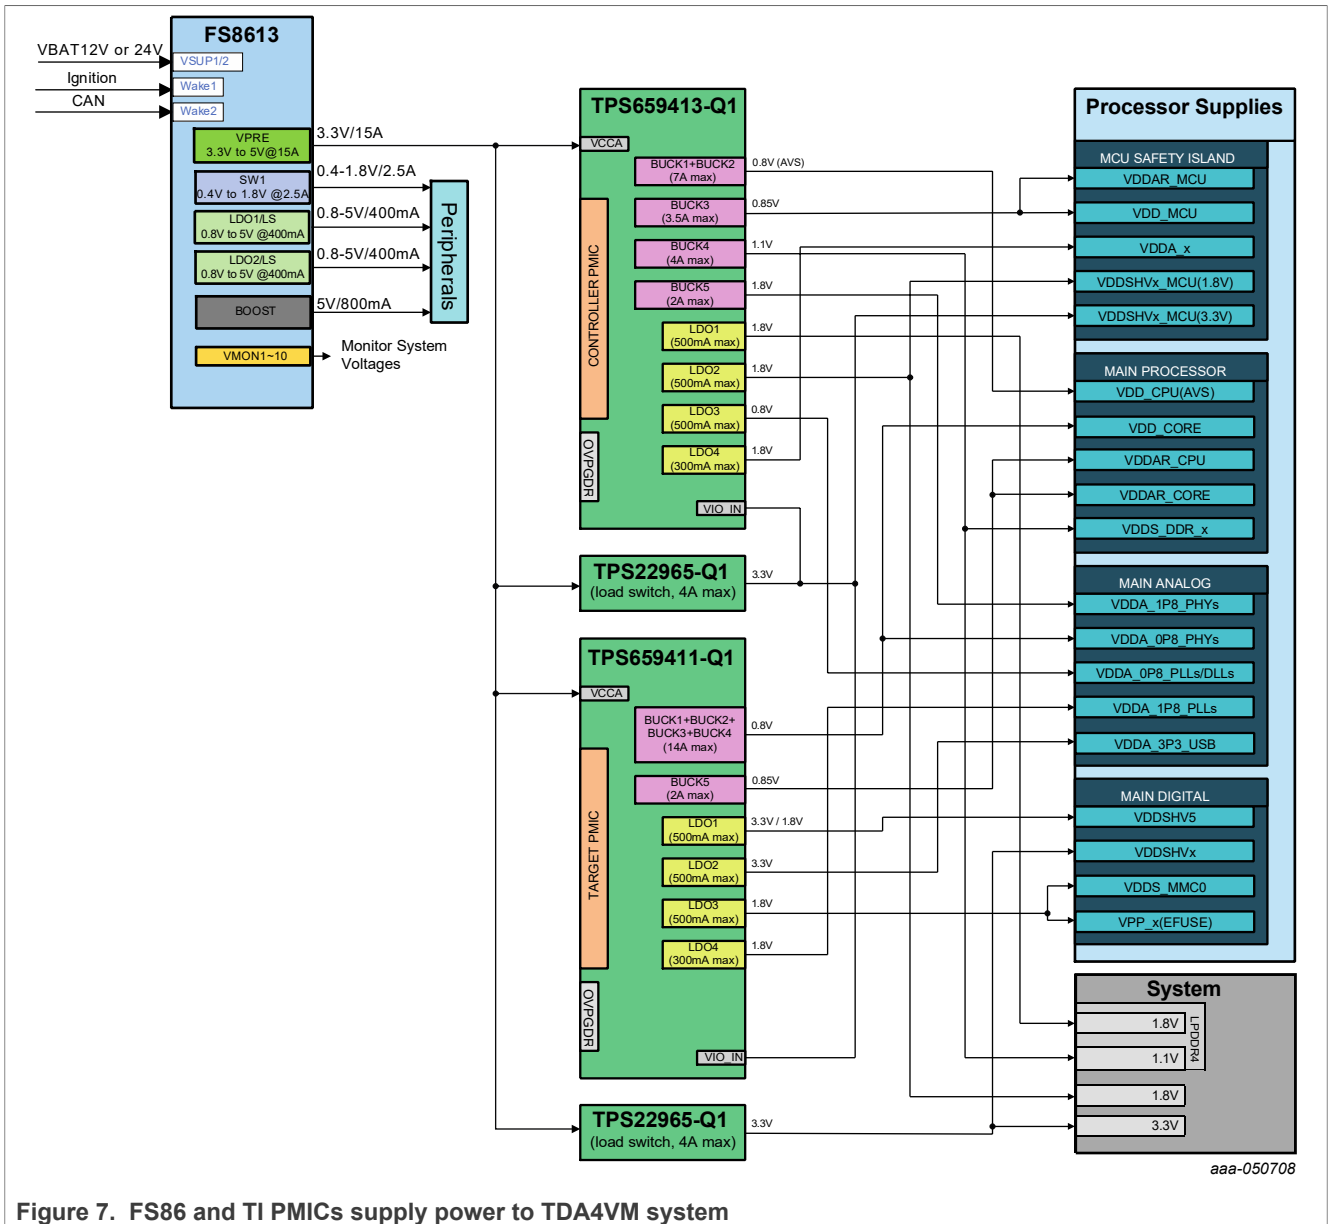 FS8613
VBAT12V or 24V
VSUP1/2
Ignition
Wake1
CAN
Wake2
VPRE
3.3V to 5V@15A
3.3V/15A
SW1
0.4V to 1.8V @2.5A
0.4-1.8V/2.5A
LDO1/LS
0.8V to 5V @400mA
0.8-5V/400mA
LDO2/LS
0.8V to 5V @400mA
0.8-5V/400mA
BOOST
5V/800mA
VMON1~10
Monitor System
Voltages
Peripherals
TPS659413-Q1
VCCA
BUCK1+BUCK2
(7A max)
0.8V (AVS)
BUCK3
(3.5A max)
0.85V
BUCK4
(4A max)
1.1V
BUCK5
(2A max)
1.8V
LDO1
(500mA max)
1.8V
LDO2
(500mA max)
1.8V
LDO3
(500mA max)
0.8V
LDO4
(300mA max)
1.8V
CONTROLLER PMIC
OVPGDR
VIO_IN
TPS22965-Q1
(load switch, 4A max)
3.3V
TPS659411-Q1
VCCA
BUCK1+BUCK2+
BUCK3+BUCK4
(14A max)
0.8V
BUCK5
(2A max)
0.85V
LDO1
(500mA max)
3.3V / 1.8V
LDO2
(500mA max)
3.3V
LDO3
(500mA max)
1.8V
LDO4
(300mA max)
1.8V
TARGET PMIC
OVPGDR
VIO_IN
TPS22965-Q1
(load switch, 4A max)
3.3V
Processor Supplies
MCU SAFETY ISLAND
VDDAR_MCU
VDD_MCU
VDDA_x
VDDSHVx_MCU(1.8V)
VDDSHVx_MCU(3.3V)
MAIN PROCESSOR
VDD_CPU(AVS)
VDD_CORE
VDDAR_CPU
VDDAR_CORE
VDDS_DDR_x
MAIN ANALOG
VDDA_1P8_PHYs
VDDA_0P8_PHYs
VDDA_0P8_PLLs/DLLs
VDDA_1P8_PLLs
VDDA_3P3_USB
MAIN DIGITAL
VDDSHV5
VDDSHVx
VDDS_MMC0
VPP_x(EFUSE)
System
1.8V
LPDDR4
1.1V
1.8V
3.3V
aaa-050708
Figure 7. FS86 and TI PMICs supply power to TDA4VM system